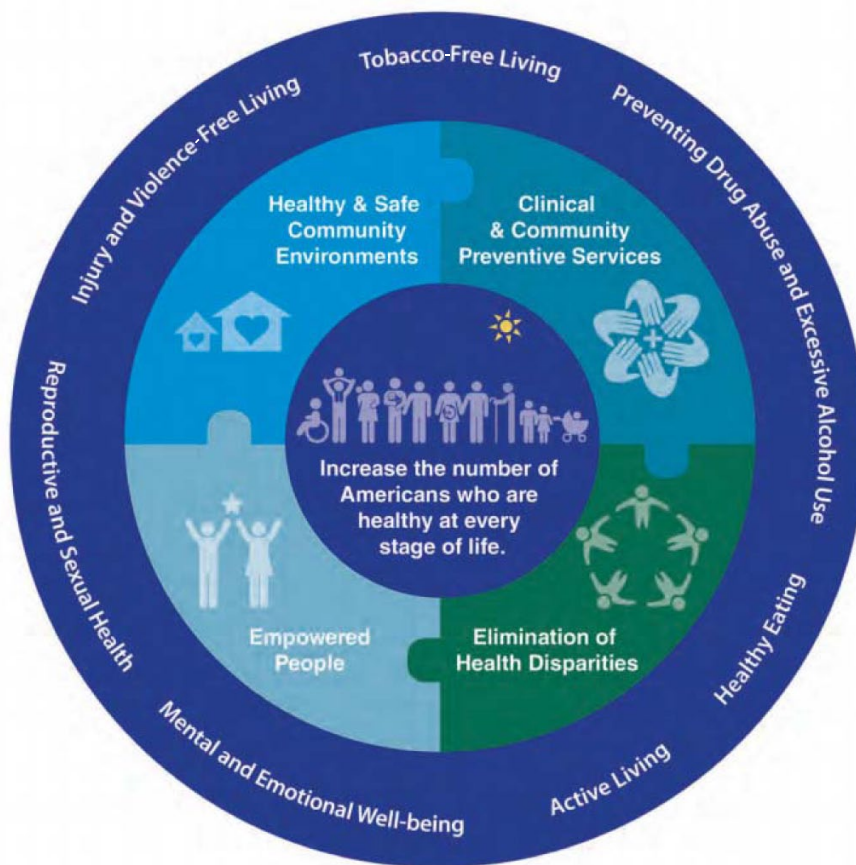 Tobacco-Free Living
Preventing Drug Abuse and Excessive Alcohol Use
Healthy Eating
Active Living
Mental and Emotional Well-being
Reproductive and Sexual Health
Injury and Violence-Free Living
Healthy & Safe
Community
Environments
Clinical
& Community
Preventive Services
Increase the number of
Americans who are
healthy at every
stage of life.
Empowered
People
Elimination of
Health Disparities